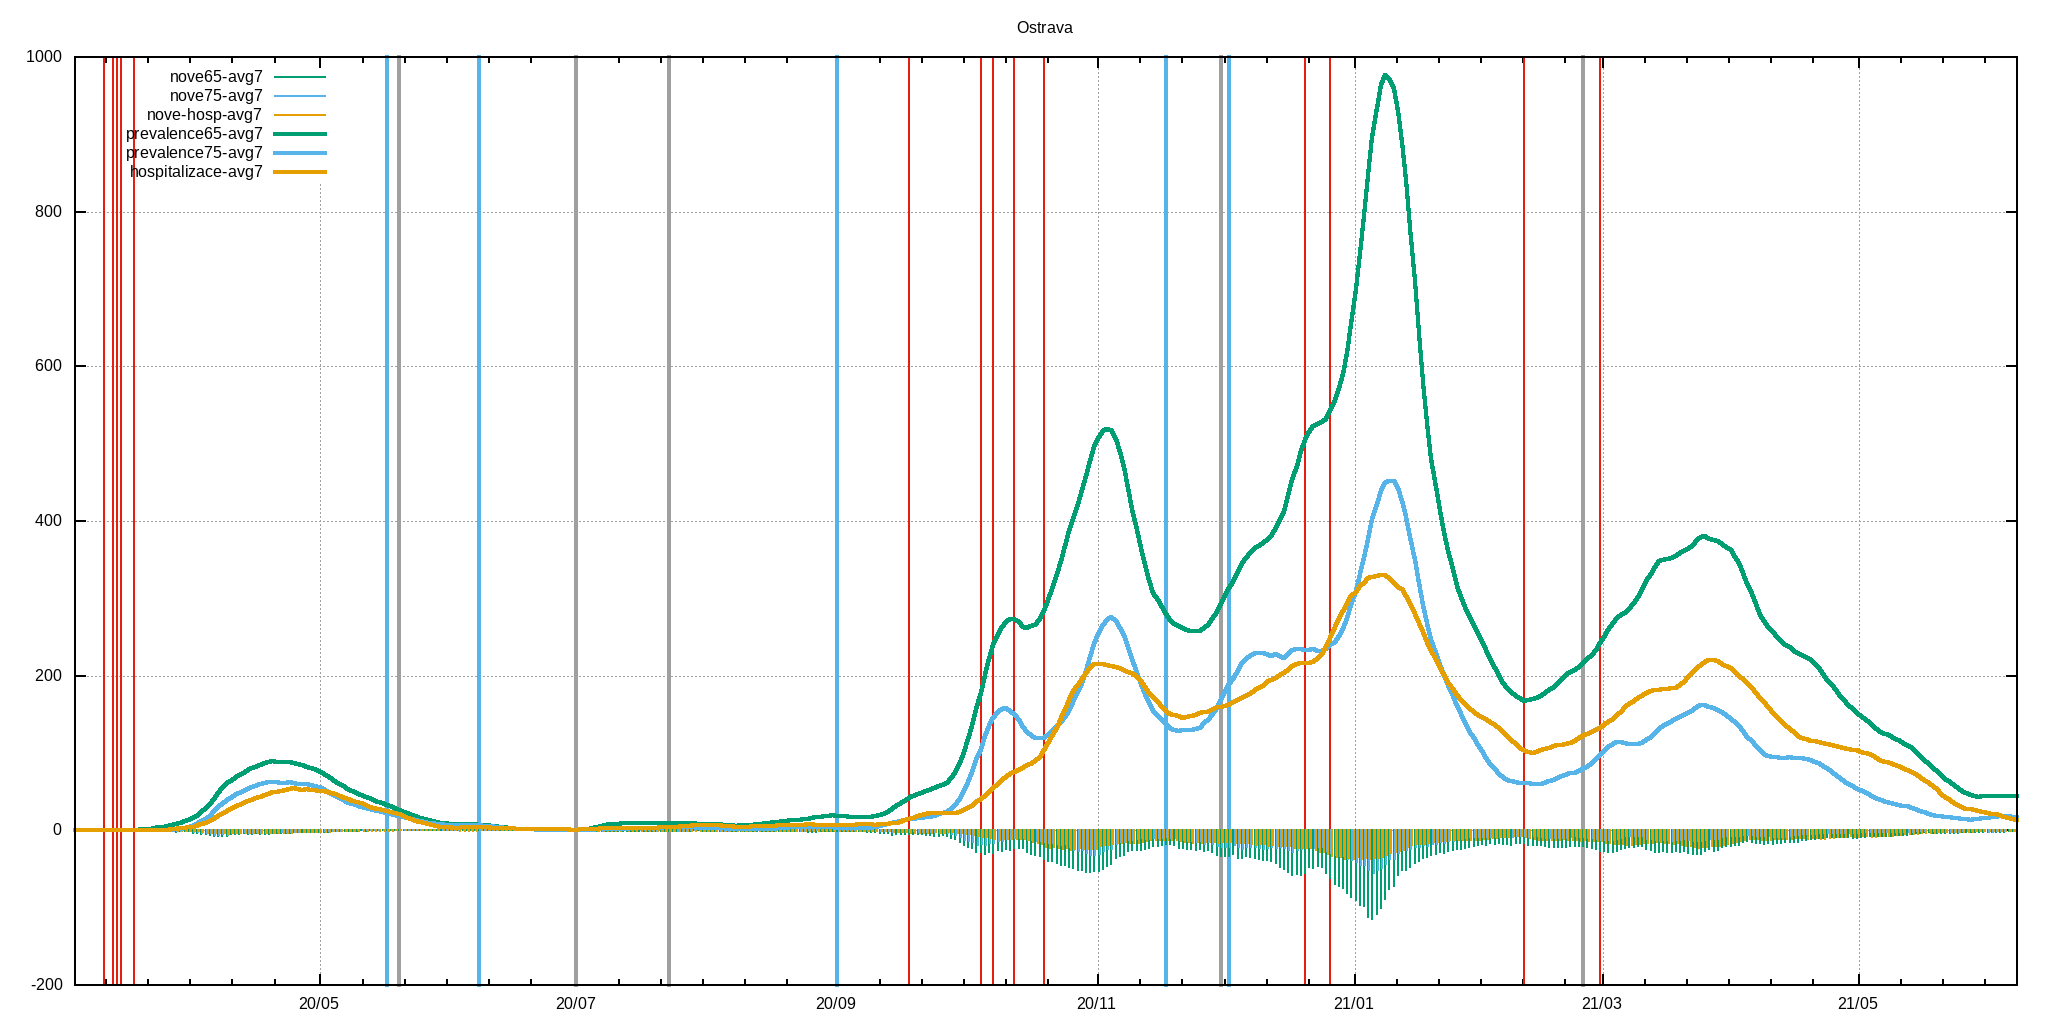 Ostrava
1000
800
600
400
200
0
-200
nove65-avg7
nove75-avg7
nove-hosp-avg7
prevalence65-avg7
prevalence75-avg7
hospitalizace-avg7
20/05
20/07
20/09
20/11
21/01
21/03
21/05